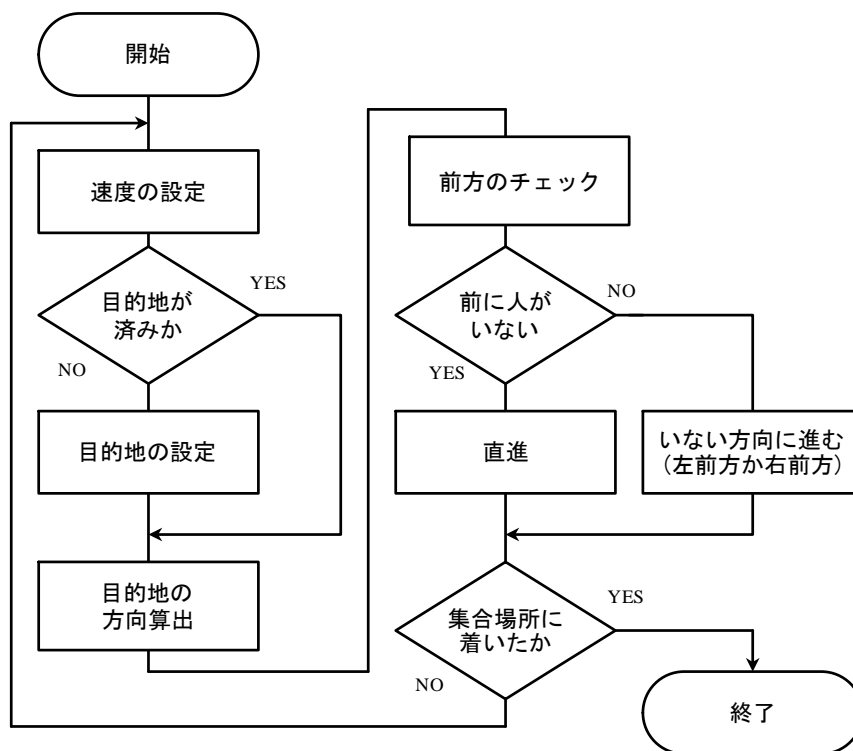 開始
速度の設定
目的地が
済みか
YES
NO
目的地の設定
目的地の
方向算出
前方のチェック
前に人が
いない
NO
YES
直進
いない方向に進む
(左前方か右前方)
集合場所に
着いたか
YES
NO
終了